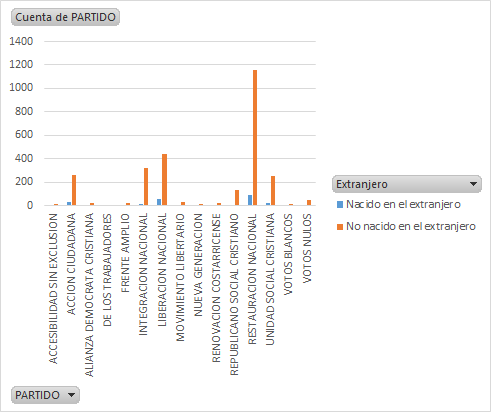 Cuenta de PARTIDO
1400
1200
1000
800
600
400
200
0
ACCESIBILIDAD SIN EXCLUSION
ACCION CIUDADANA
ALIANZA DEMOCRATA CRISTIANA
DE LOS TRABAJADORES
FRENTE AMPLIO
INTEGRACION NACIONAL
LIBERACION NACIONAL
MOVIMIENTO LIBERTARIO
NUEVA GENERACION
RENOVACION COSTARRICENSE
REPUBLICANO SOCIAL CRISTIANO
RESTAURACION NACIONAL
UNIDAD SOCIAL CRISTIANA
VOTOS BLANCOS
VOTOS NULOS
Extranjero
Nacido en el extranjero
No nacido en el extranjero
PARTIDO